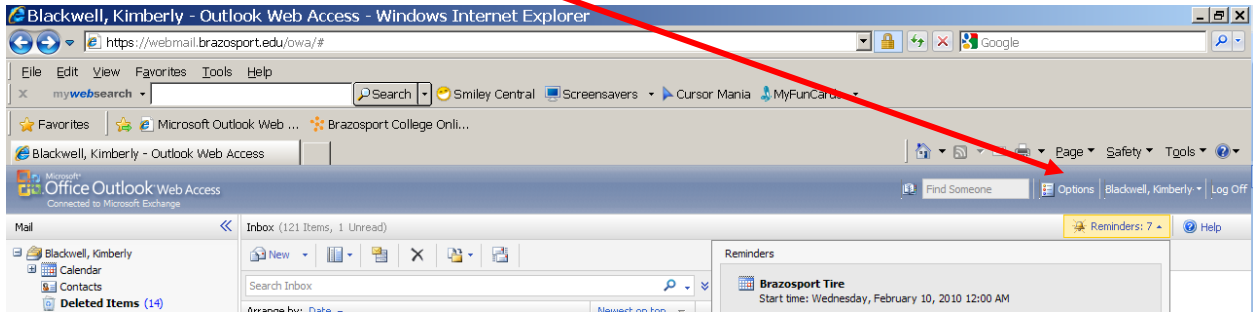 Blackwell, Kimberly - Outlook Web Access - Windows Internet Explorer
https://webmail.brazosport.edu/owa/#
Google
File Edit View Favorites Tools Help
X mywebsearch Search Smiley Central Screensavers Cursor Mania MyFunCards
Favorites Microsoft Outlook Web ... Brazosport College Onli...
Blackwell, Kimberly - Outlook Web Access
Page Safety Tools
Microsoft
Office Outlook Web Access
Connected to Microsoft Exchange
Find Someone Options Blackwell, Kimberly Log Off
Mail Inbox (121 Items, 1 Unread) Reminders: 7 Help
Blackwell, Kimberly New Reminders
Calendar
Contacts Search Inbox Brazosport Tire
Deleted Items (14) Start time: Wednesday, February 10, 2010 12:00 AM
Arrange by: Date Newest on top